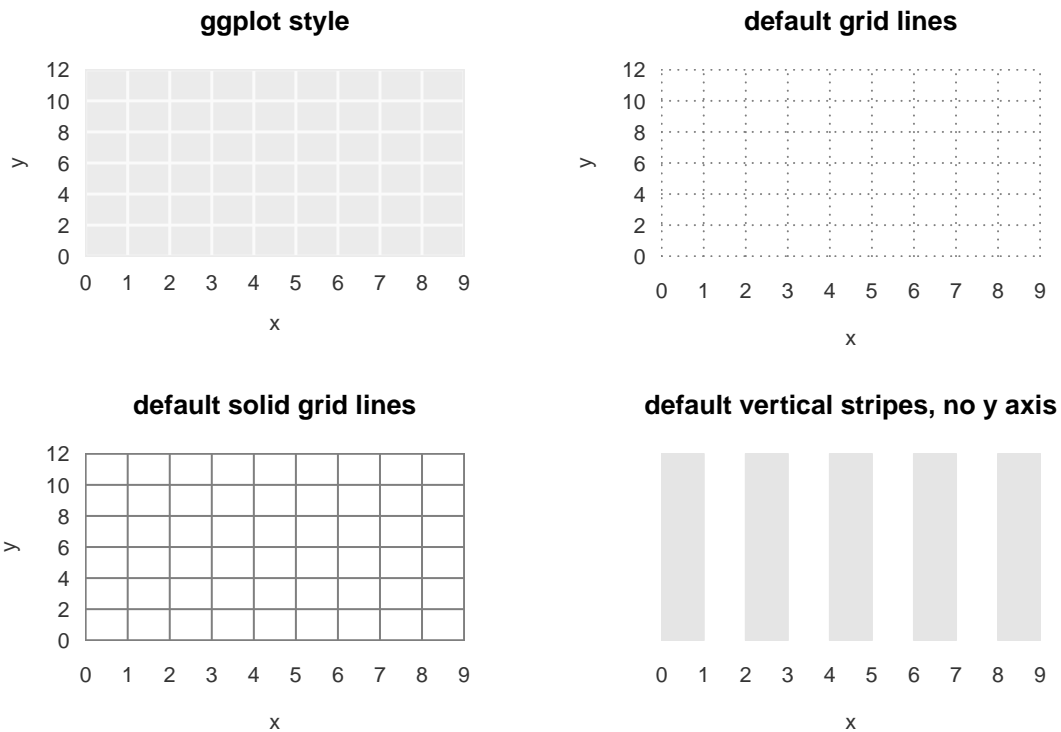 ggplot style
12
10
8
6
4
2
0
y
0 1 2 3 4 5 6 7 8 9
x
default grid lines
12
10
8
6
4
2
0
y
0 1 2 3 4 5 6 7 8 9
x
default solid grid lines
12
10
8
6
4
2
0
y
0 1 2 3 4 5 6 7 8 9
x
default vertical stripes, no y axis
0 1 2 3 4 5 6 7 8 9
x